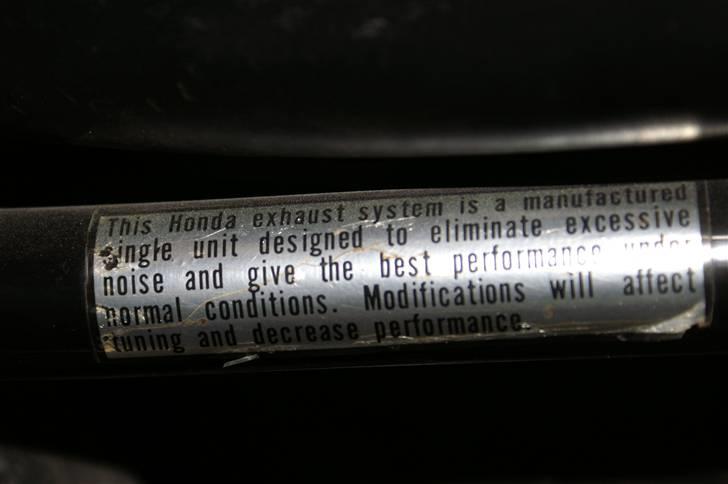 This Honda exhaust system is a manufactured
single unit designed to eliminate excessive
noise and give the best performance under
normal conditions. Modifications will affect
tuning and decrease performance.